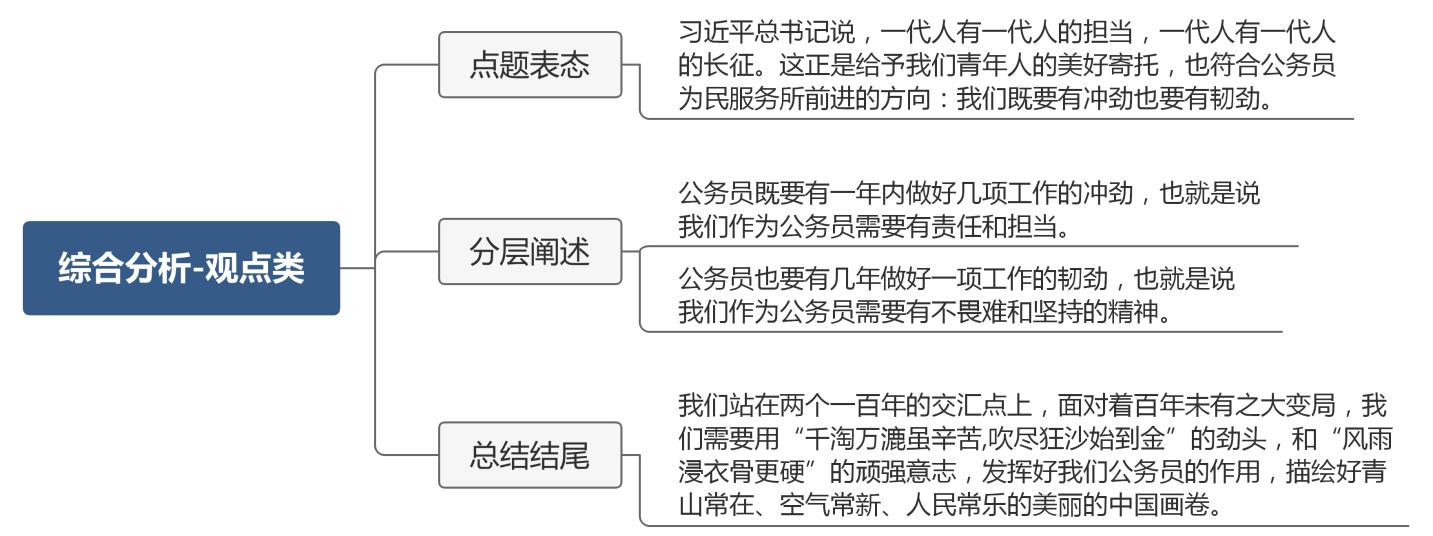 综合分析-观点类
点题表态
习近平总书记说，一代人有一代人的担当，一代人有一代人
的长征。这正是给予我们青年人的美好寄托，也符合公务员
为民服务所前进的方向：我们既要有冲劲也要有韧劲。
分层阐述
公务员既要有一年内做好几项工作的冲劲，也就是说
我们作为公务员需要有责任和担当。
公务员也要有几年做好一项工作的韧劲，也就是说
我们作为公务员需要有不畏难和坚持的精神。
总结结尾
我们站在两个一百年的交汇点上，面对着百年未有之大变局，我
们需要用“千淘万漉虽辛苦,吹尽狂沙始到金”的劲头，和“风雨
浸衣骨更硬”的顽强意志，发挥好我们公务员的作用，描绘好青
山常在、空气常新、人民常乐的美丽的中国画卷。